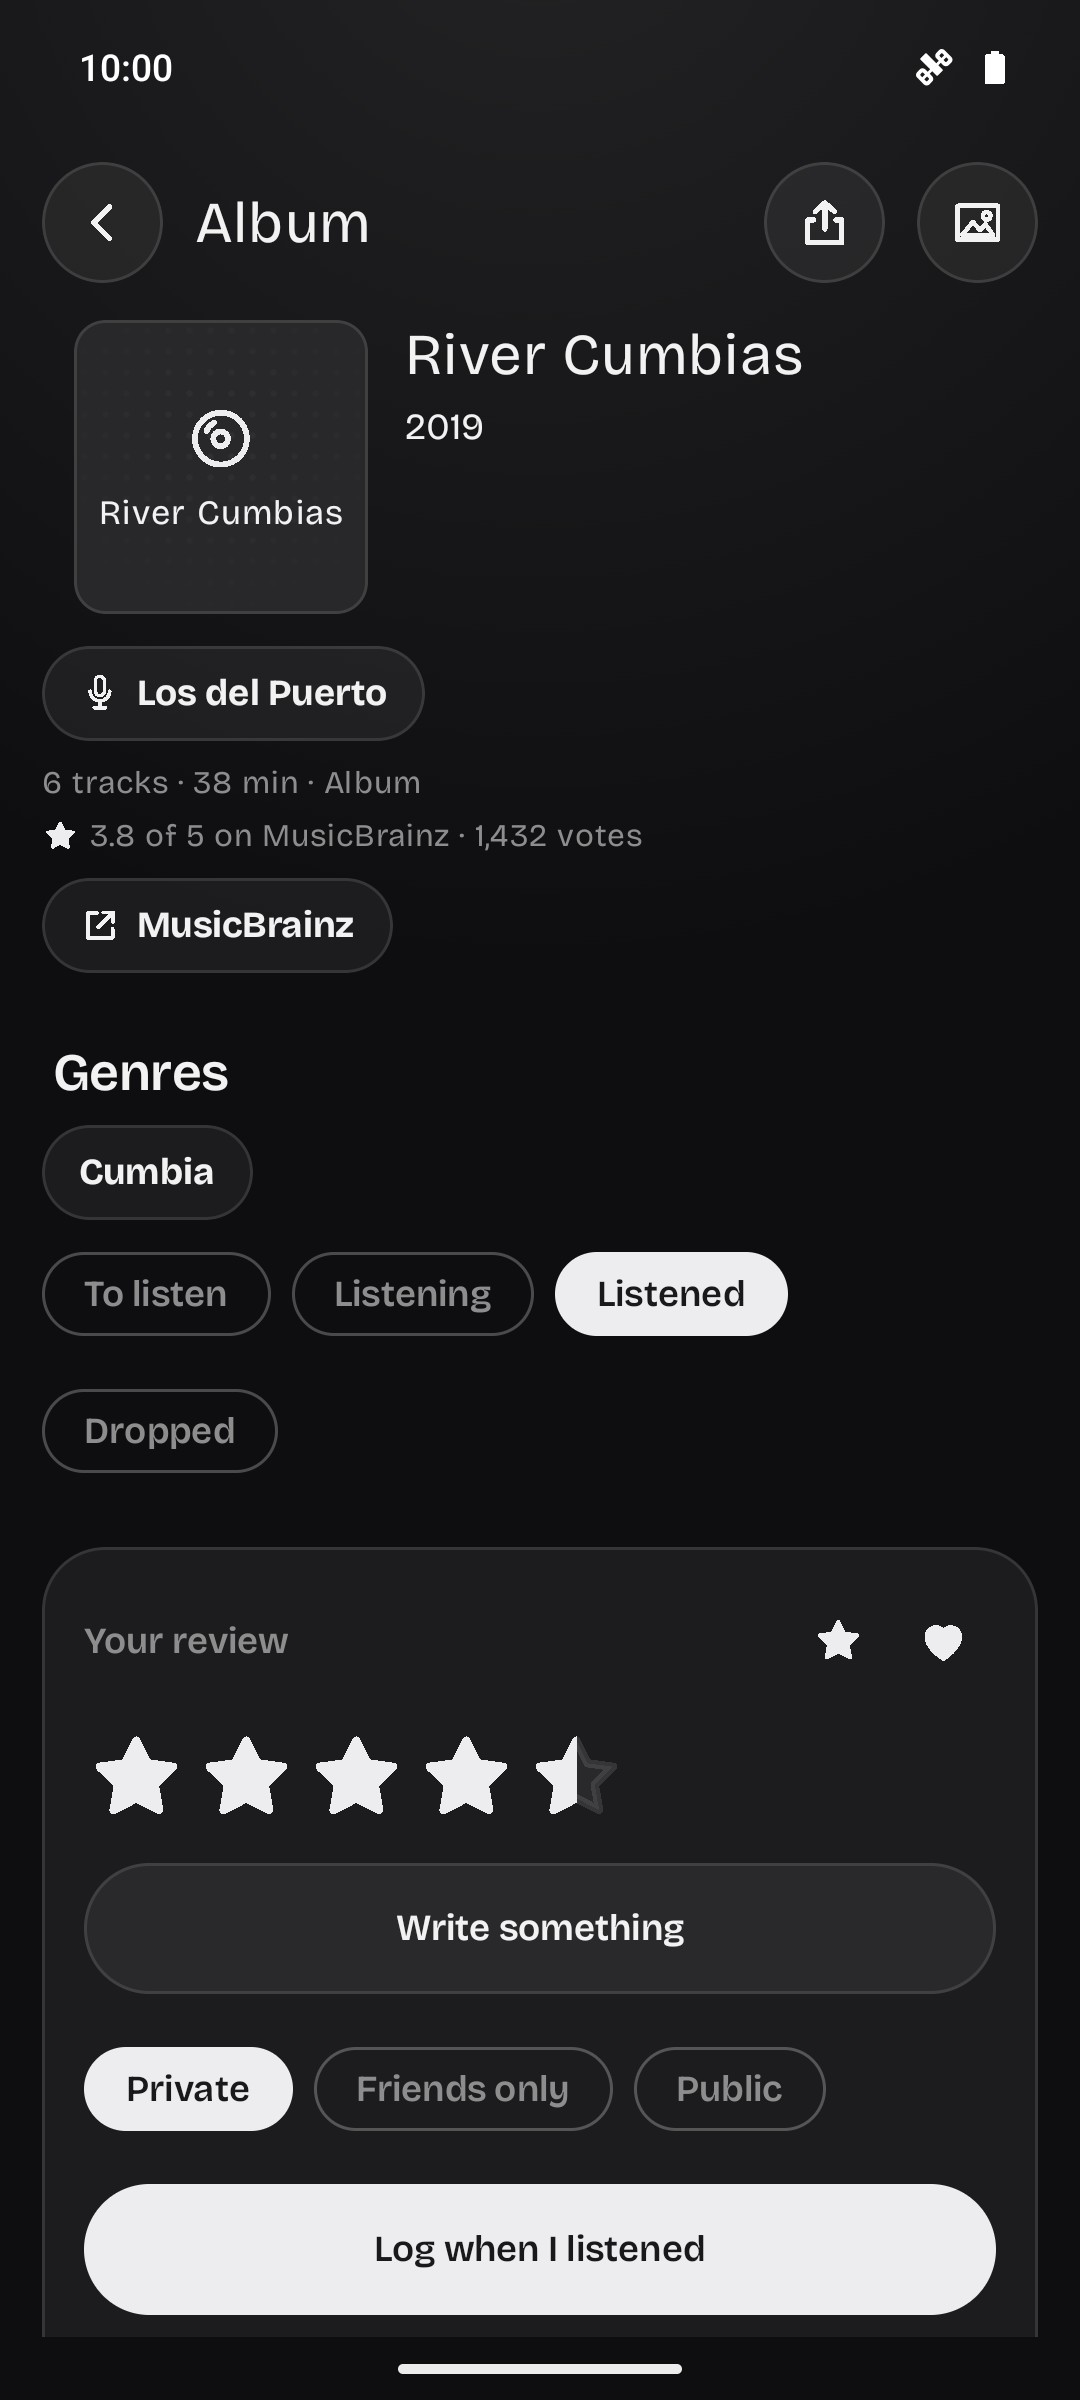 10:00
Album
River Cumbias
2019
River Cumbias
Los del Puerto
6 tracks · 38 min · Album
3.8 of 5 on MusicBrainz · 1,432 votes
MusicBrainz
Genres
Cumbia
To listen
Listening
Listened
Dropped
Your review
Write something
Private
Friends only
Public
Log when I listened